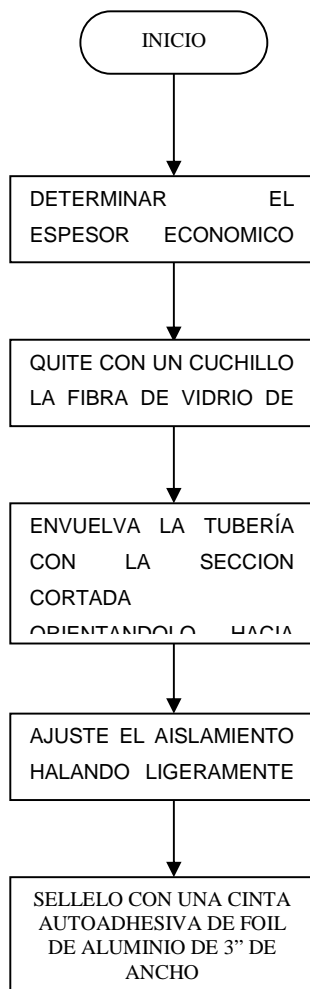 INICIO
DETERMINAR EL
ESPESOR ECONOMICO
QUITE CON UN CUCHILLO
LA FIBRA DE VIDRIO DE
ENVUELVA LA TUBERÍA
CON LA SECCION
CORTADA
ORIENTANDOLO HACIA
AJUSTE EL AISLAMIENTO
HALANDO LIGERAMENTE
SELLELO CON UNA CINTA
AUTOADHESIVA DE FOIL
DE ALUMINIO DE 3” DE
ANCHO